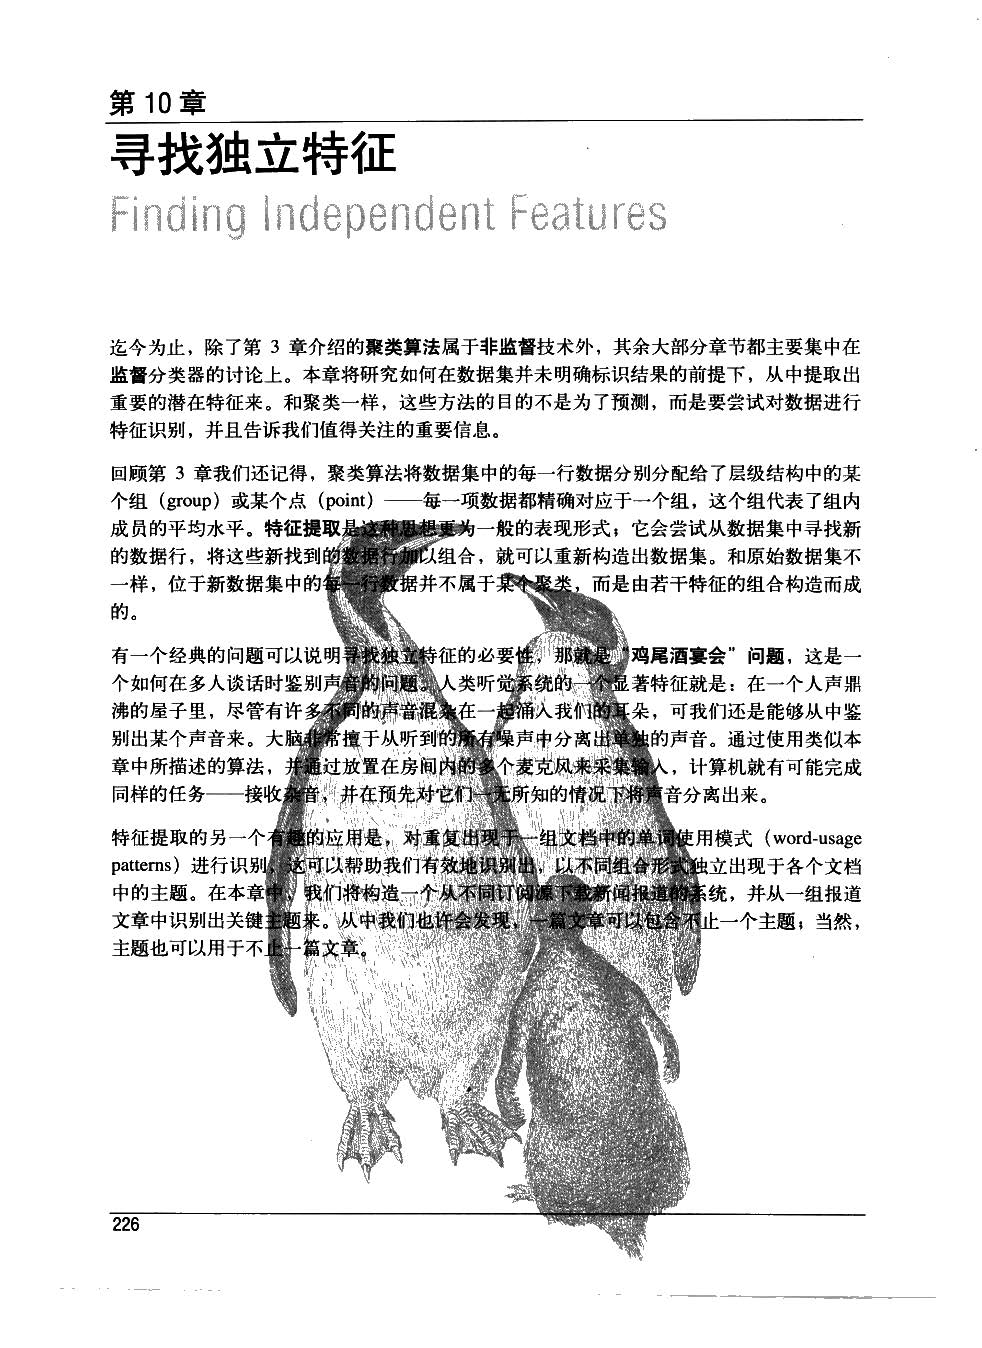 第 10 章
寻找独立特征
Finding Independent Features
迄今为止，除了第 3 章介绍的聚类算法属于非监督技术外，其余大部分章节都主要集中在
监督分类器的讨论上。本章将研究如何在数据集并未明确标识结果的前提下，从中提取出
重要的潜在特征来。和聚类一样，这些方法的目的不是为了预测，而是要尝试对数据进行
特征识别，并且告诉我们值得关注的重要信息。
回顾第 3 章我们还记得，聚类算法将数据集中的每一行数据分别分配给了层级结构中的某
个组（group）或某个点（point）——每一项数据都精确对应于一个组，这个组代表了组内
成员的平均水平。特征提取是这种思想更为一般的表现形式；它会尝试从数据集中寻找新
的数据行，将这些新找到的数据行加以组合，就可以重新构造出数据集。和原始数据集不
一样，位于新数据集中的每一行数据并不属于某个聚类，而是由若干特征的组合构造而成
的。
有一个经典的问题可以说明寻找独立特征的必要性，那就是“鸡尾酒宴会”问题，这是一
个如何在多人谈话时鉴别声音的问题。人类听觉系统的一个显著特征就是：在一个人声鼎
沸的屋子里，尽管有许多不同的声音混杂在一起涌入我们的耳朵，可我们还是能够从中鉴
别出某个声音来。大脑非常擅于从听到的所有噪声中分离出单独的声音。通过使用类似本
章中所描述的算法，并通过放置在房间内的多个麦克风来采集输入，计算机就有可能完成
同样的任务——接收杂音，并在预先对它们一无所知的情况下将声音分离出来。
特征提取的另一个有趣的应用是，对重复出现于一组文档中的单词使用模式（word-usage
patterns）进行识别，这可以帮助我们有效地识别出，以不同组合形式独立出现于各个文档
中的主题。在本章中，我们将构造一个从不同订阅源下载新闻报道的系统，并从一组报道
文章中识别出关键主题来。从中我们也许会发现，一篇文章可以包含不止一个主题；当然，
主题也可以用于不止一篇文章。
226